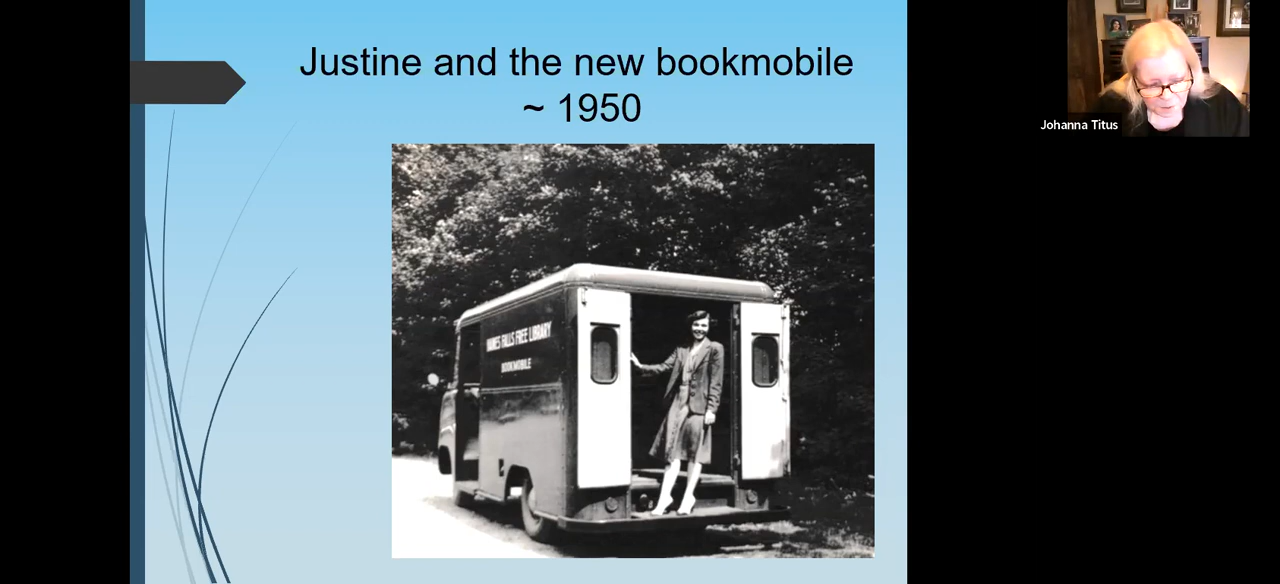 Justine and the new bookmobile
~ 1950
Johanna Titus
FALLS FREE LIBRARY
BOOKMOBILE